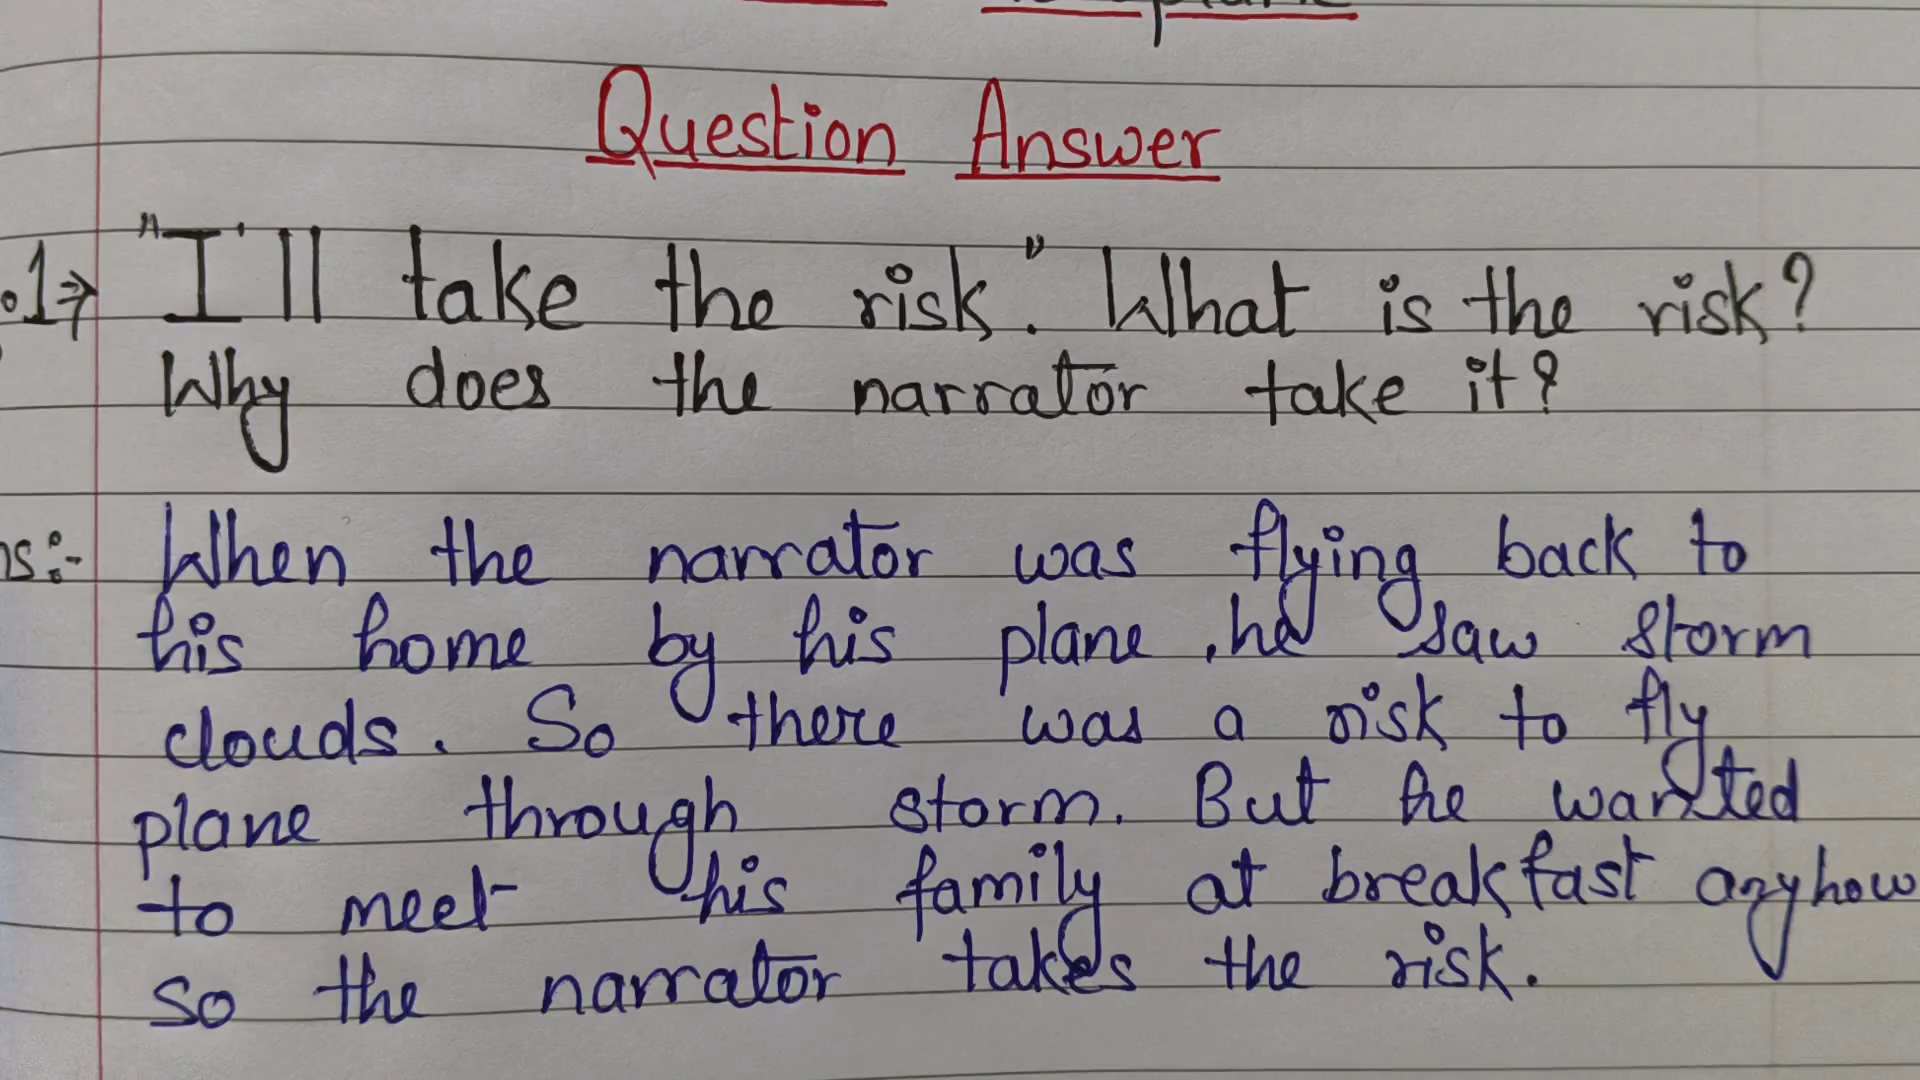 Question Answer
.1⇒ "I'll take the risk." What is the risk?
Why does the narrator take it?
ns:- When the narrator was flying back to
his home by his plane, he saw storm
clouds. So there was a risk to fly
plane through storm. But he wanted
to meet his family at breakfast anyhow
so the narrator takes the risk.